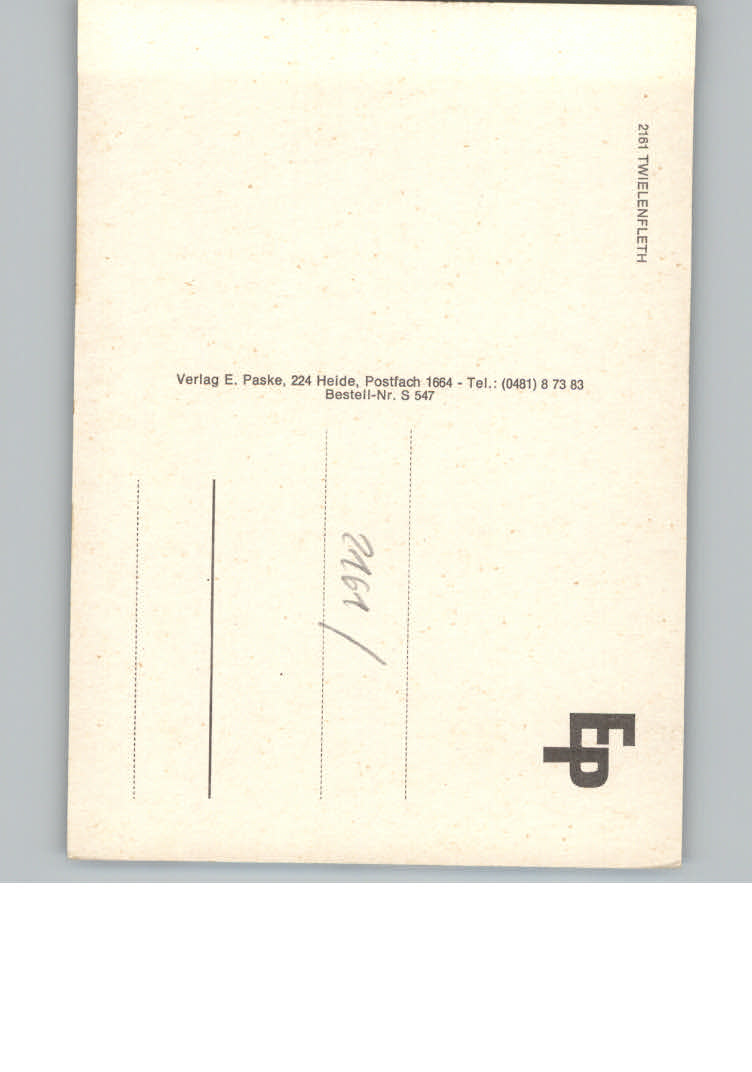 2161 TWIELENFLETH
Verlag E. Paske, 224 Heide, Postfach 1664 - Tel.: (0481) 8 73 83
Bestell-Nr. S 547
2161 /
EP